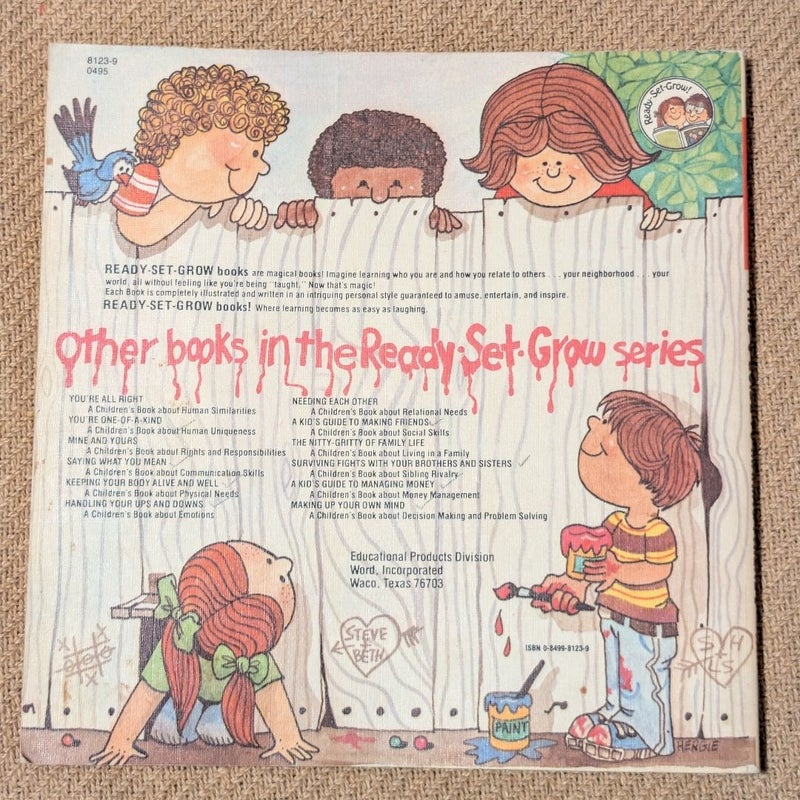 8123-9
0495
Ready-Set-Grow!
READY-SET-GROW books are magical books! Imagine learning who you are and how you relate to others . . . your neighborhood . . . your
world, all without feeling like you're being "taught." Now that's magic!
Each Book is completely illustrated and written in an intriguing personal style guaranteed to amuse, entertain, and inspire.
READY-SET-GROW books! Where learning becomes as easy as laughing.
Other books in the Ready·Set·Grow series
YOU'RE ALL RIGHT
A Children's Book about Human Similarities
YOU'RE ONE-OF-A-KIND
A Children's Book about Human Uniqueness
MINE AND YOURS
A Children's Book about Rights and Responsibilities
SAYING WHAT YOU MEAN
A Children's Book about Communication Skills
KEEPING YOUR BODY ALIVE AND WELL
A Children's Book about Physical Needs
HANDLING YOUR UPS AND DOWNS
A Children's Book about Emotions
NEEDING EACH OTHER
A Children's Book about Relational Needs
A KID'S GUIDE TO MAKING FRIENDS
A Children's Book about Social Skills
THE NITTY-GRITTY OF FAMILY LIFE
A Children's Book about Living in a Family
SURVIVING FIGHTS WITH YOUR BROTHERS AND SISTERS
A Children's Book about Sibling Rivalry
A KID'S GUIDE TO MANAGING MONEY
A Children's Book about Money Management
MAKING UP YOUR OWN MIND
A Children's Book about Decision Making and Problem Solving
Educational Products Division
Word, Incorporated
Waco, Texas 76703
STEVE
+
BETH
ISBN 0-8499-8123-9
PAINT
HENGLE